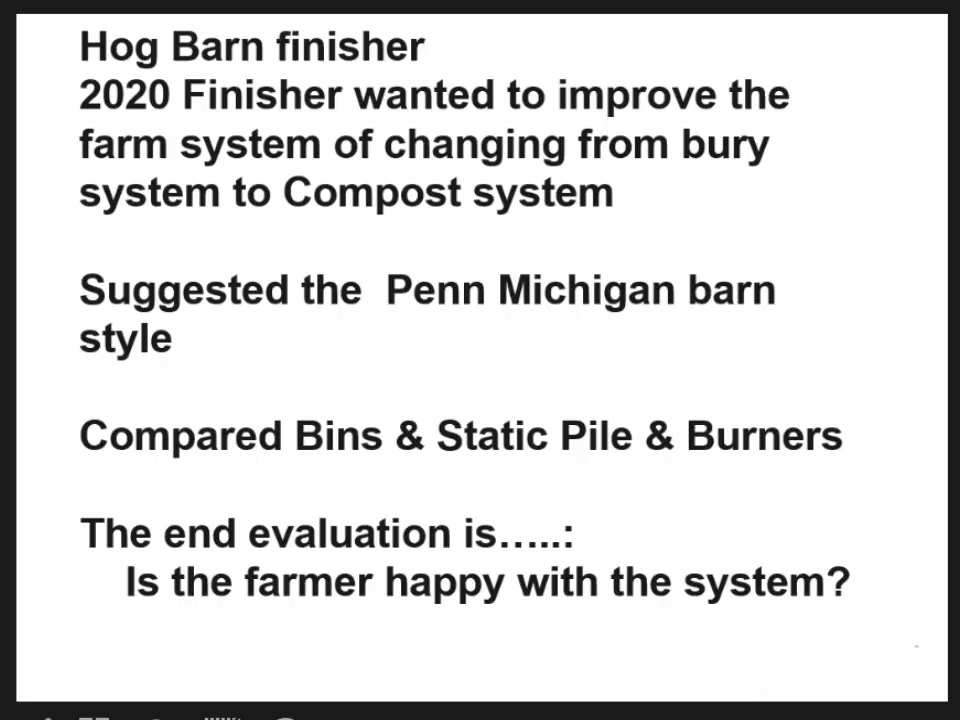 Hog Barn finisher
2020 Finisher wanted to improve the
farm system of changing from bury
system to Compost system
Suggested the  Penn Michigan barn
style
Compared Bins & Static Pile & Burners
The end evaluation is…..:
Is the farmer happy with the system?